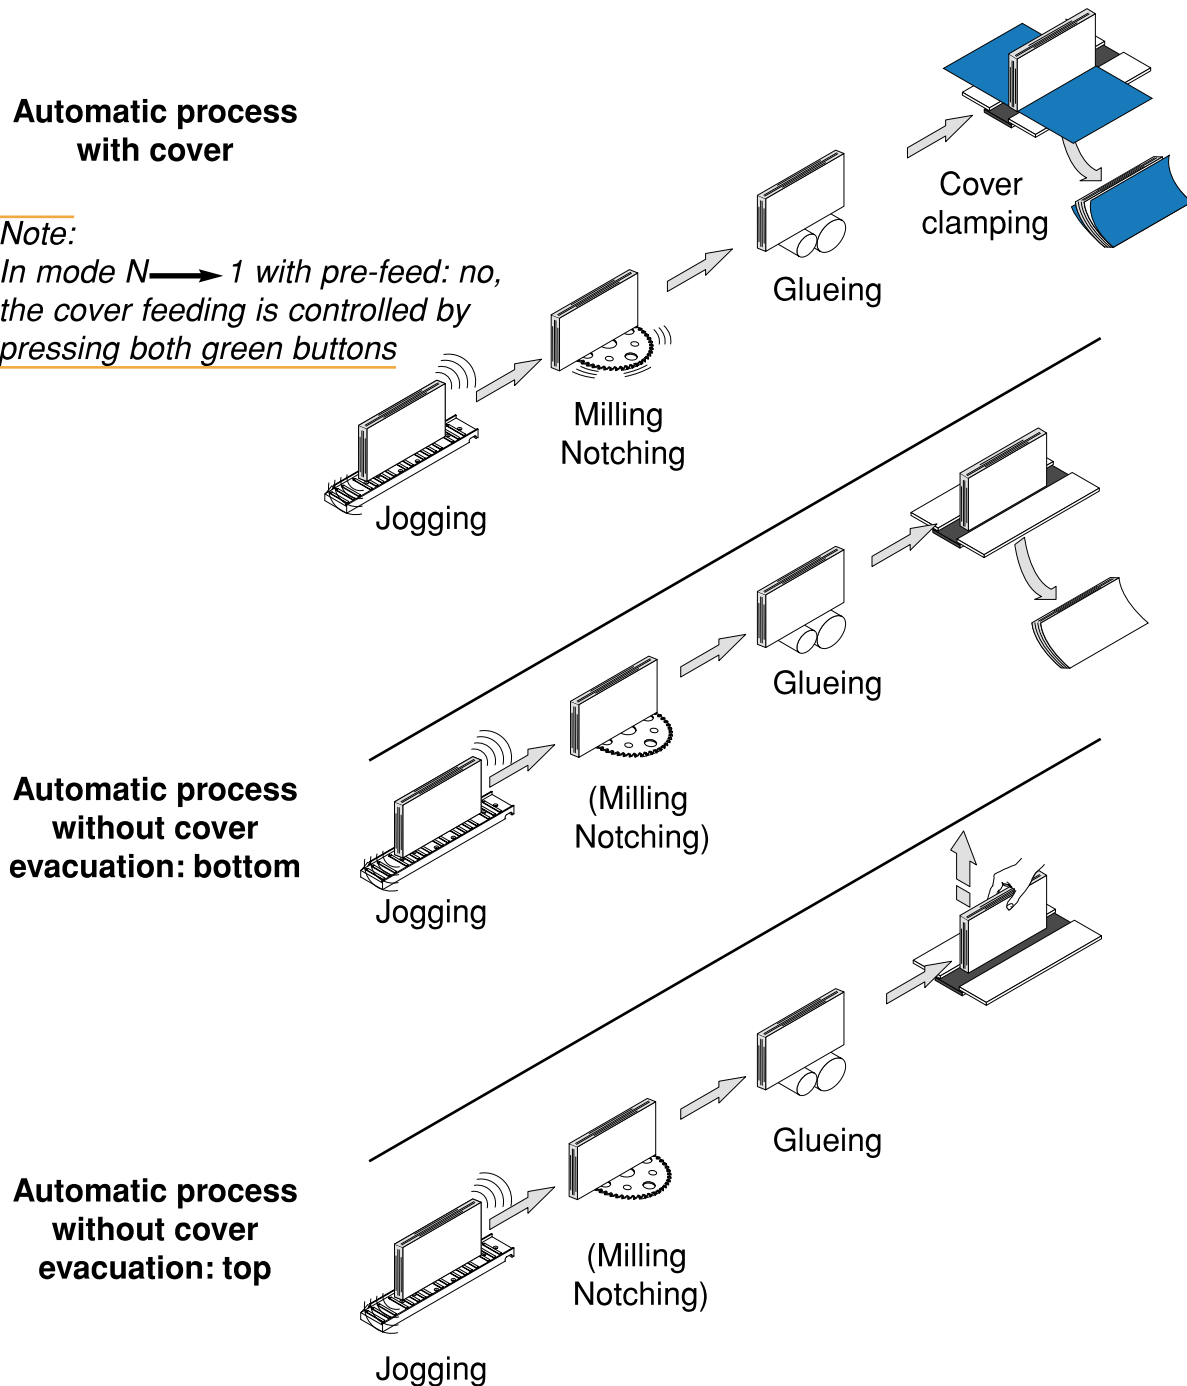 Automatic process
with cover
Note:
In mode N⟶ 1 with pre-feed: no,
the cover feeding is controlled by
pressing both green buttons
Jogging
Milling
Notching
Glueing
Cover
clamping
Automatic process
without cover
evacuation: bottom
Jogging
(Milling
Notching)
Glueing
Automatic process
without cover
evacuation: top
Jogging
(Milling
Notching)
Glueing